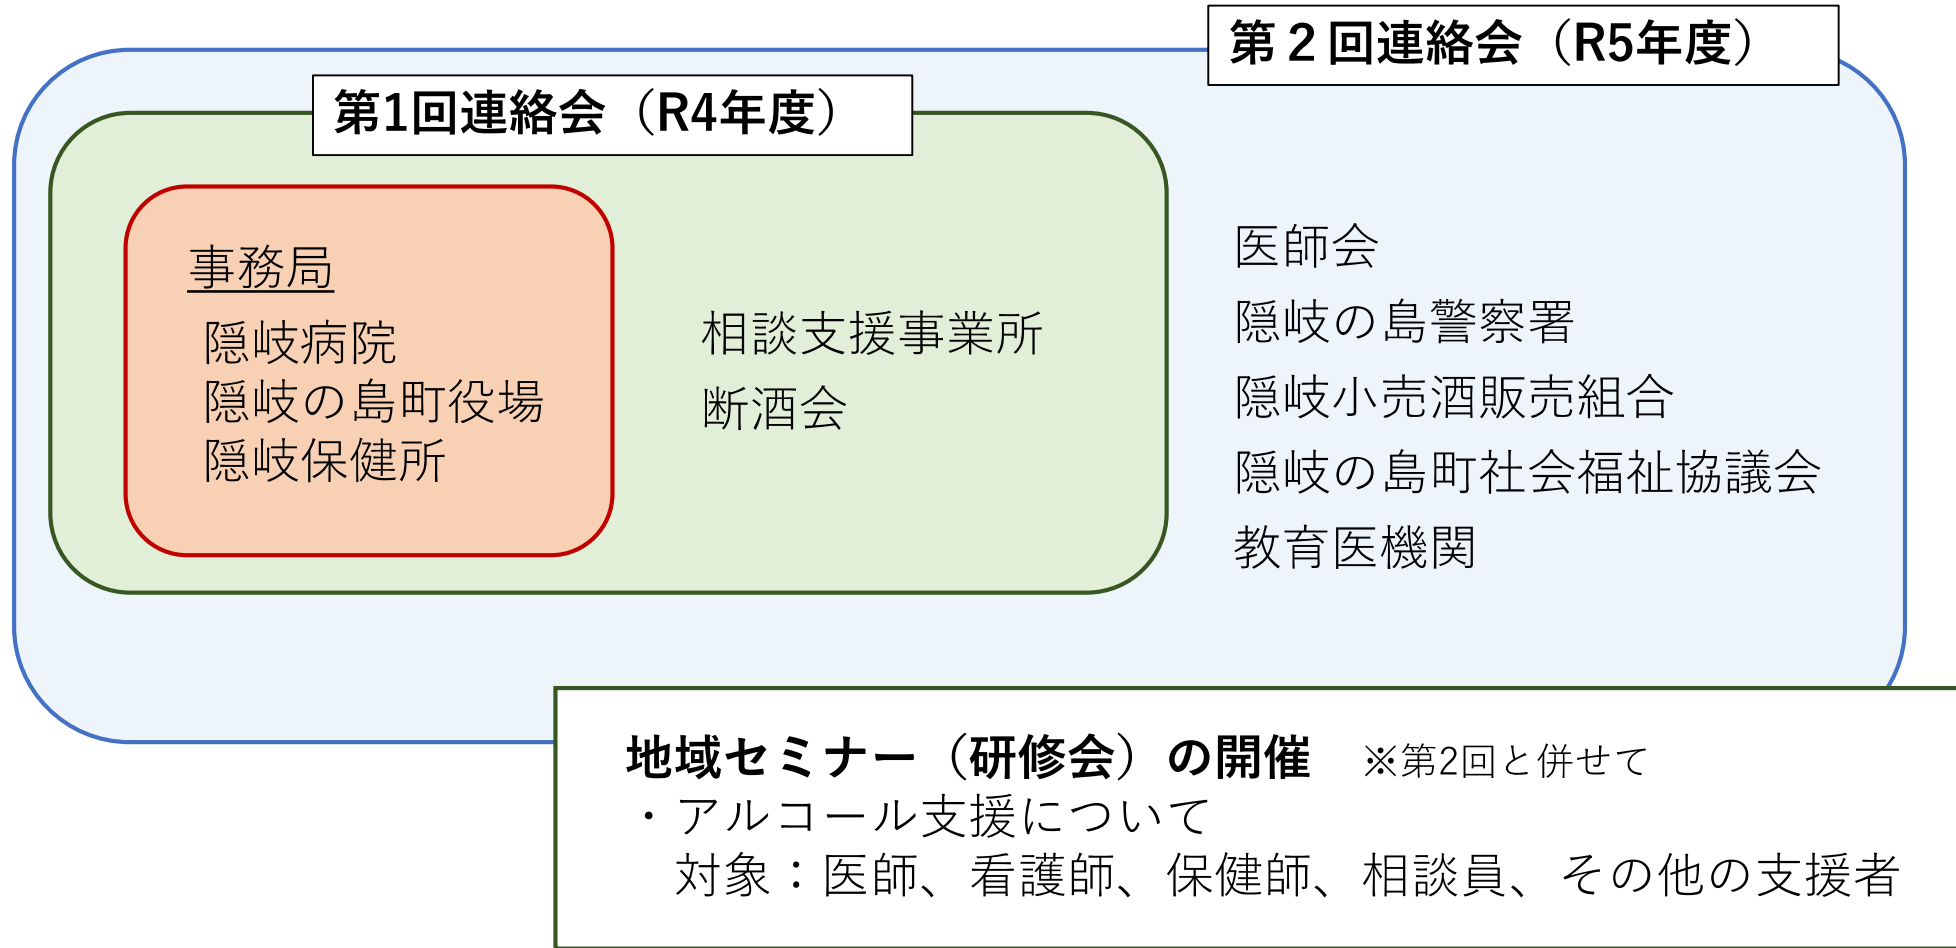 第２回連絡会（R5年度）
第1回連絡会（R4年度）
事務局
隠岐病院
隠岐の島町役場
隠岐保健所
相談支援事業所
断酒会
医師会
隠岐の島警察署
隠岐小売酒販売組合
隠岐の島町社会福祉協議会
教育医機関
地域セミナー（研修会）の開催　※第2回と併せて
・アルコール支援について
対象：医師、看護師、保健師、相談員、その他の支援者